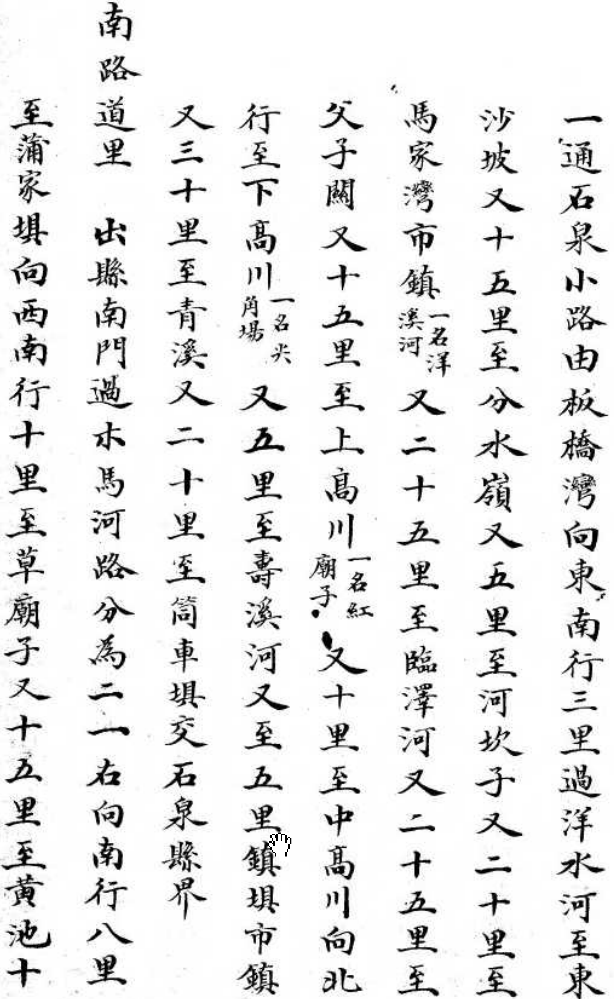 一通石泉小路由板橋灣向東南行三里過洋水河至東
沙坡又十五里至分水嶺又五里至河坎子又二十里至
馬家灣市鎮一名洋溪河又二十五里至臨澤河又二十五里至
父子關又十五里至上高川一名紅廟子又十里至中高川向北
行至下高川一名尖角場又五里至壽溪河又至五里鎮埧市鎮
又三十里至青溪又二十里至筒車埧交石泉縣界
南路道里 出縣南門過木馬河路分為二一右向南行八里
至蒲家埧向西南行十里至草廟子又十五里至黃池十